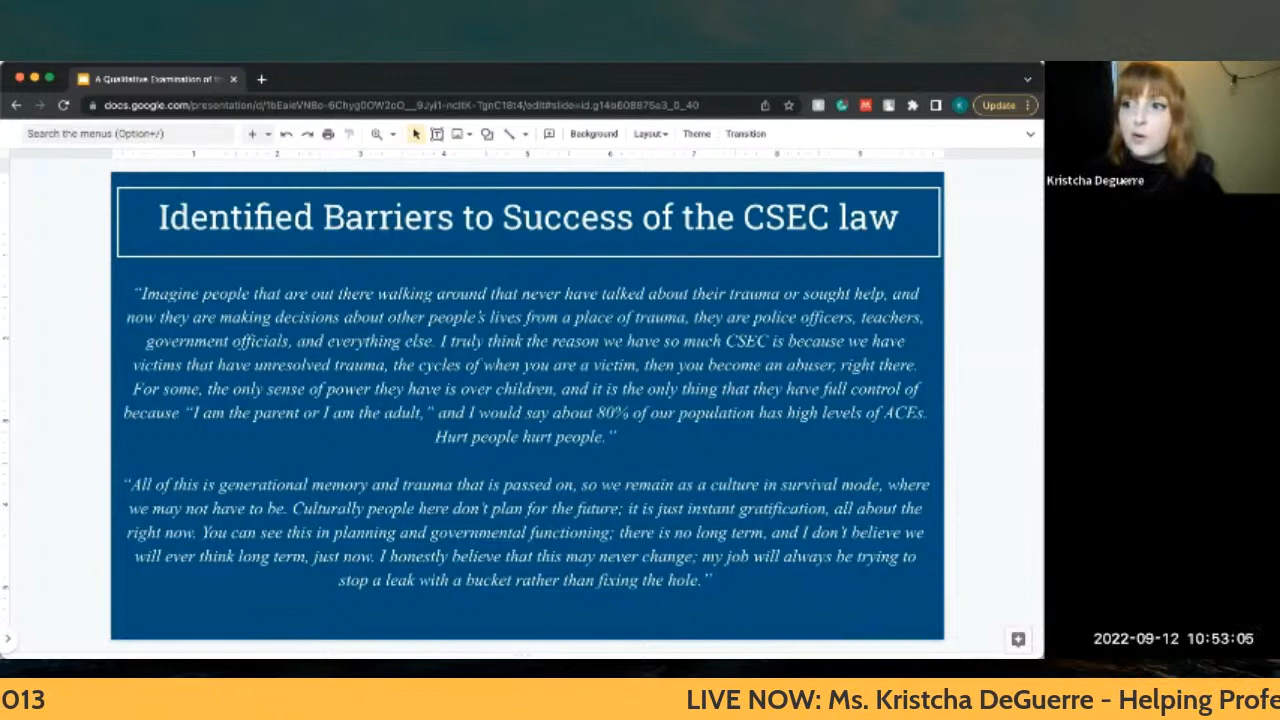 A Qualitative Examination of th
docs.google.com/presentation/d/
Update
Search the menus (Option+/)
Background
Layout
Theme
Transition
1 2 3 4 5 6 7 8 9
Kristcha Deguerre
Identified Barriers to Success of the CSEC law
“Imagine people that are out there walking around that never have talked about their trauma or sought help, and
now they are making decisions about other people’s lives from a place of trauma, they are police officers, teachers,
government officials, and everything else. I truly think the reason we have so much CSEC is because we have
victims that have unresolved trauma, the cycles of when you are a victim, then you become an abuser, right there.
For some, the only sense of power they have is over children, and it is the only thing that they have full control of
because “I am the parent or I am the adult,” and I would say about 80% of our population has high levels of ACEs.
Hurt people hurt people.”
“All of this is generational memory and trauma that is passed on, so we remain as a culture in survival mode, where
we may not have to be. Culturally people here don’t plan for the future; it is just instant gratification, all about the
right now. You can see this in planning and governmental functioning; there is no long term, and I don’t believe we
will ever think long term, just now. I honestly believe that this may never change; my job will always be trying to
stop a leak with a bucket rather than fixing the hole.”
2022-09-12 10:53:05
013
LIVE NOW: Ms. Kristcha DeGuerre - Helping Profe